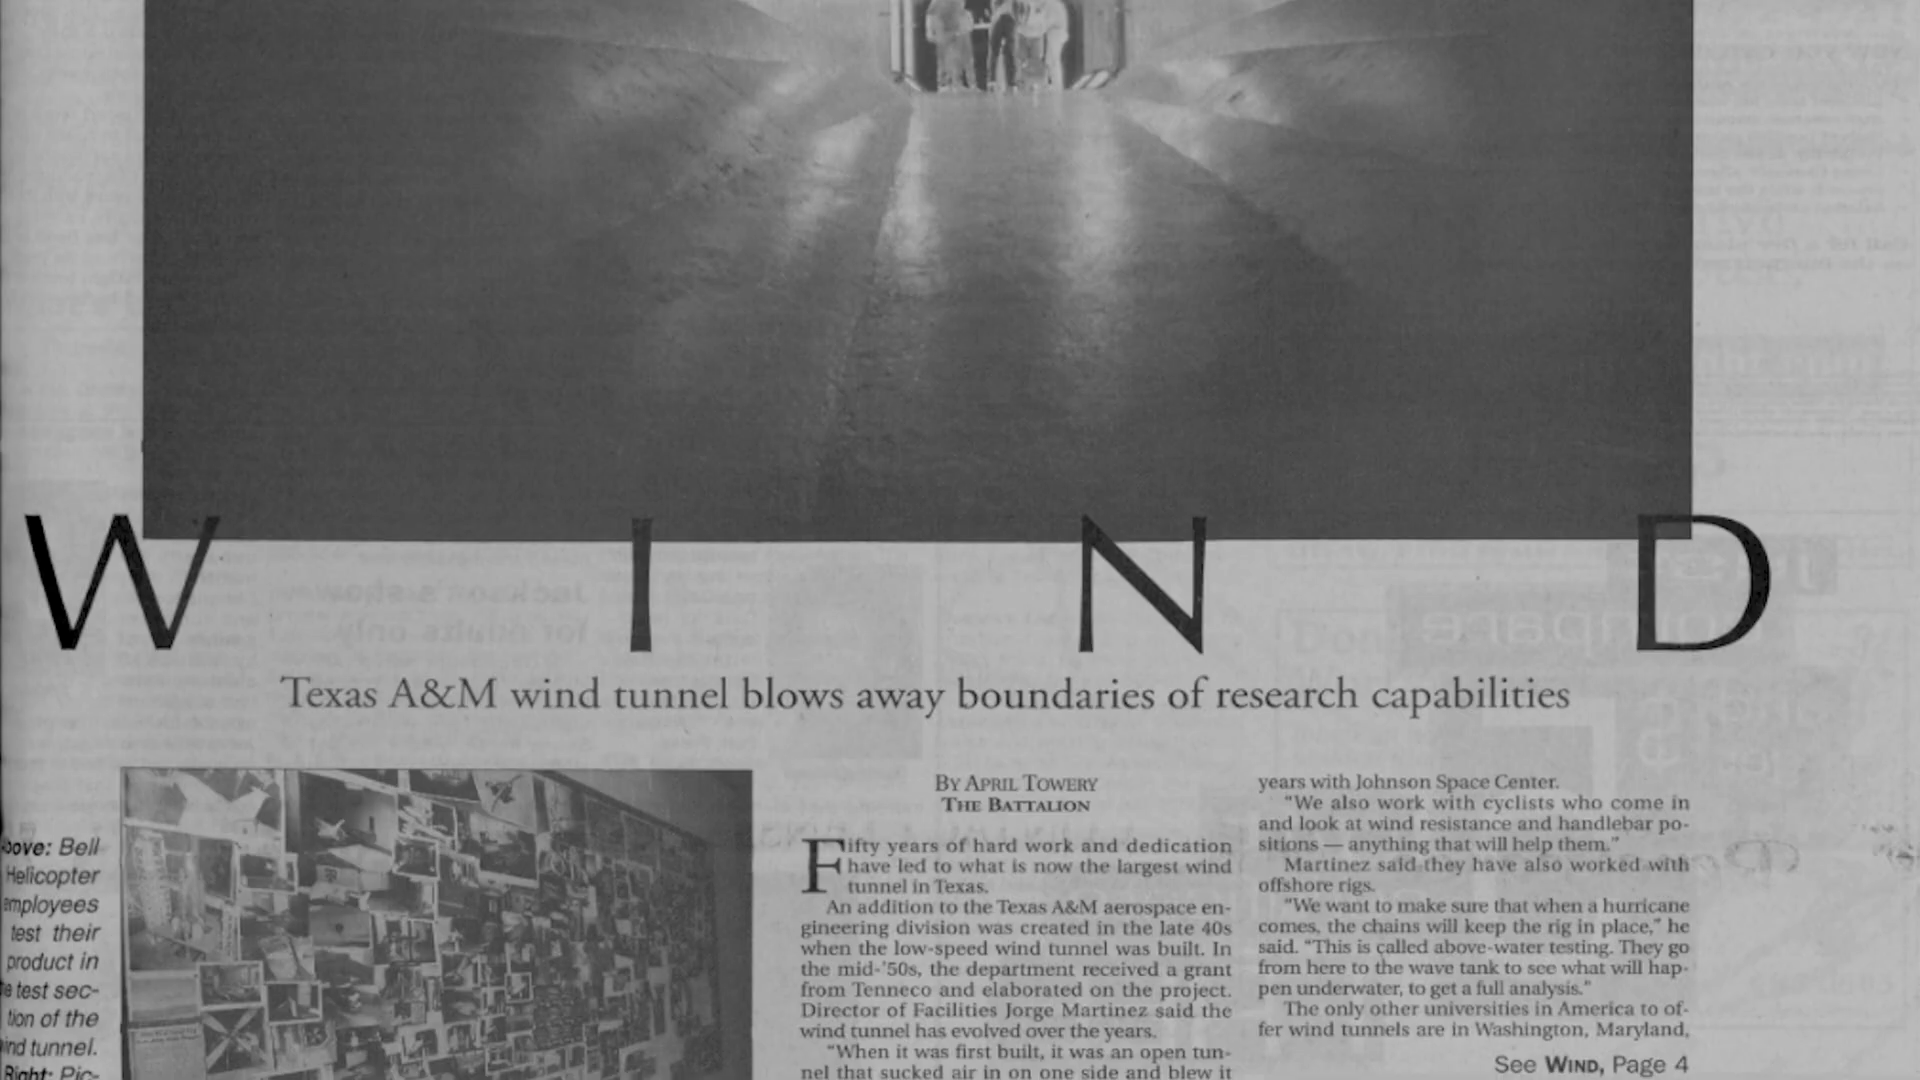 W I N D
Texas A&M wind tunnel blows away boundaries of research capabilities
Above: Bell
Helicopter
employees
test their
product in
test sec-
tion of the
wind tunnel.
Right: Pic-
BY APRIL TOWERY
THE BATTALION
Fifty years of hard work and dedication
have led to what is now the largest wind
tunnel in Texas.
An addition to the Texas A&M aerospace en-
gineering division was created in the late 40s
when the low-speed wind tunnel was built. In
the mid-'50s, the department received a grant
from Tenneco and elaborated on the project.
Director of Facilities Jorge Martinez said the
wind tunnel has evolved over the years.
"When it was first built, it was an open tun-
nel that sucked air in on one side and blew it
years with Johnson Space Center.
"We also work with cyclists who come in
and look at wind resistance and handlebar po-
sitions — anything that will help them."
Martinez said they have also worked with
offshore rigs.
"We want to make sure that when a hurricane
comes, the chains will keep the rig in place," he
said. "This is called above-water testing. They go
from here to the wave tank to see what will hap-
pen underwater, to get a full analysis."
The only other universities in America to of-
fer wind tunnels are in Washington, Maryland,
See WIND, Page 4